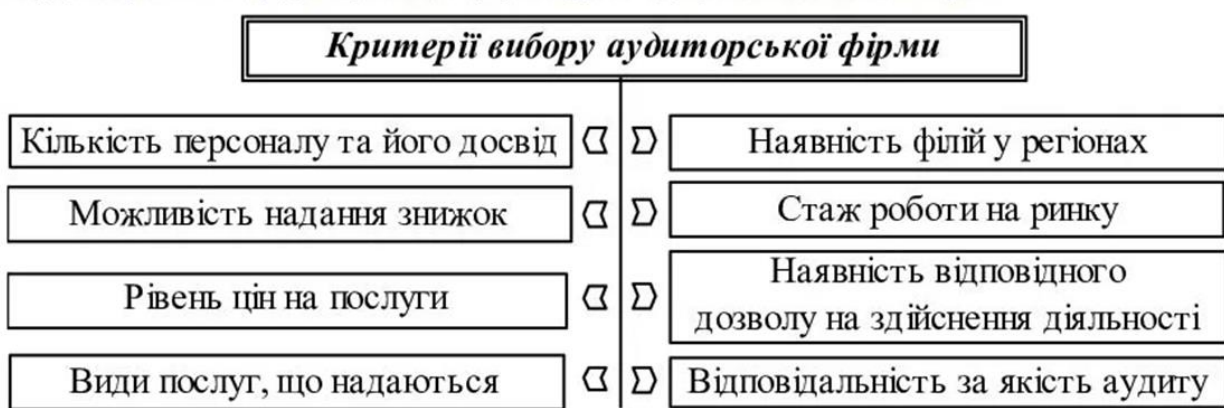 Критерії вибору аудиторської фірми
Кількість персоналу та його досвід
Наявність філій у регіонах
Можливість надання знижок
Стаж роботи на ринку
Рівень цін на послуги
Наявність відповідного
дозволу на здійснення діяльності
Види послуг, що надаються
Відповідальність за якість аудиту